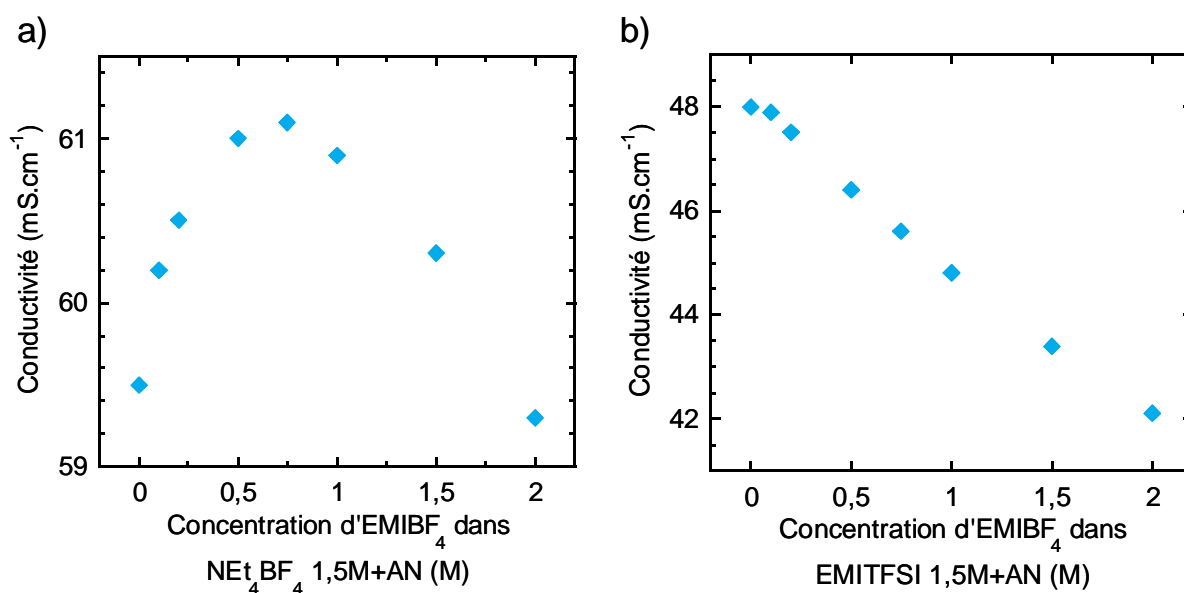 a)
Conductivité (mS.cm⁻¹)
61
60
59
0 0,5 1 1,5 2
Concentration d'EMIBF₄ dans
NEt₄BF₄ 1,5M+AN (M)
b)
Conductivité (mS.cm⁻¹)
48
46
44
42
0 0,5 1 1,5 2
Concentration d'EMIBF₄ dans
EMITFSI 1,5M+AN (M)